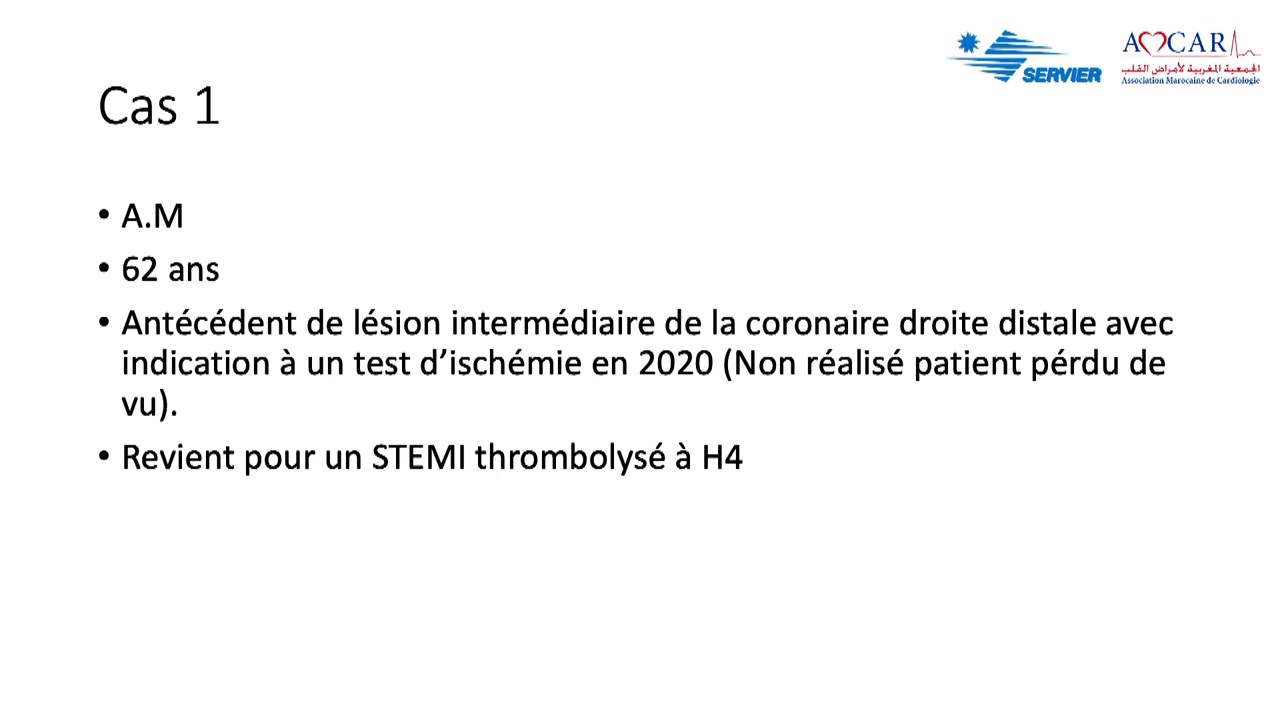 SERVIER
AMCAR
الجمعية المغربية لأمراض القلب
Association Marocaine de Cardiologie
Cas 1
• A.M
• 62 ans
• Antécédent de lésion intermédiaire de la coronaire droite distale avec
indication à un test d’ischémie en 2020 (Non réalisé patient pérdu de
vu).
• Revient pour un STEMI thrombolysé à H4